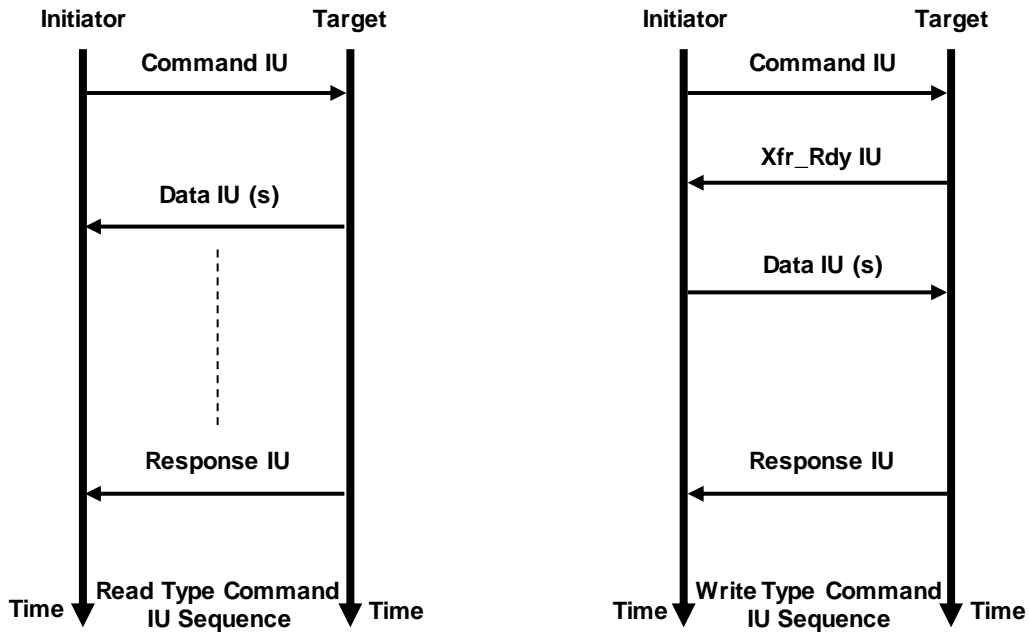 Initiator
Target
Command IU
Data IU (s)
Response IU
Time
Read Type Command
IU Sequence
Time
Initiator
Target
Command IU
Xfr_Rdy IU
Data IU (s)
Response IU
Time
Write Type Command
IU Sequence
Time